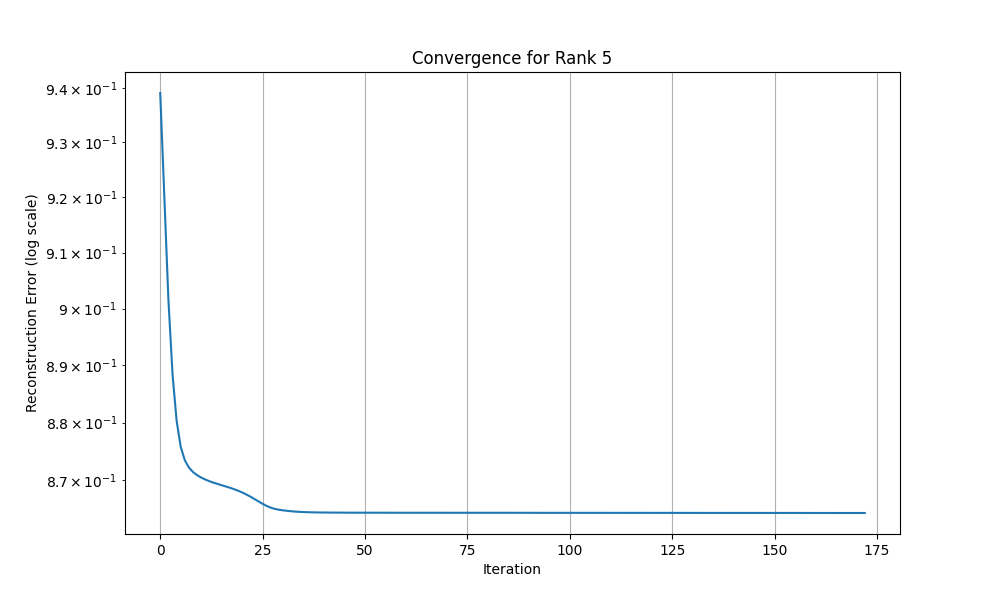 Convergence for Rank 5
Reconstruction Error (log scale)
9.4 × 10⁻¹
9.3 × 10⁻¹
9.2 × 10⁻¹
9.1 × 10⁻¹
9 × 10⁻¹
8.9 × 10⁻¹
8.8 × 10⁻¹
8.7 × 10⁻¹
0 25 50 75 100 125 150 175
Iteration